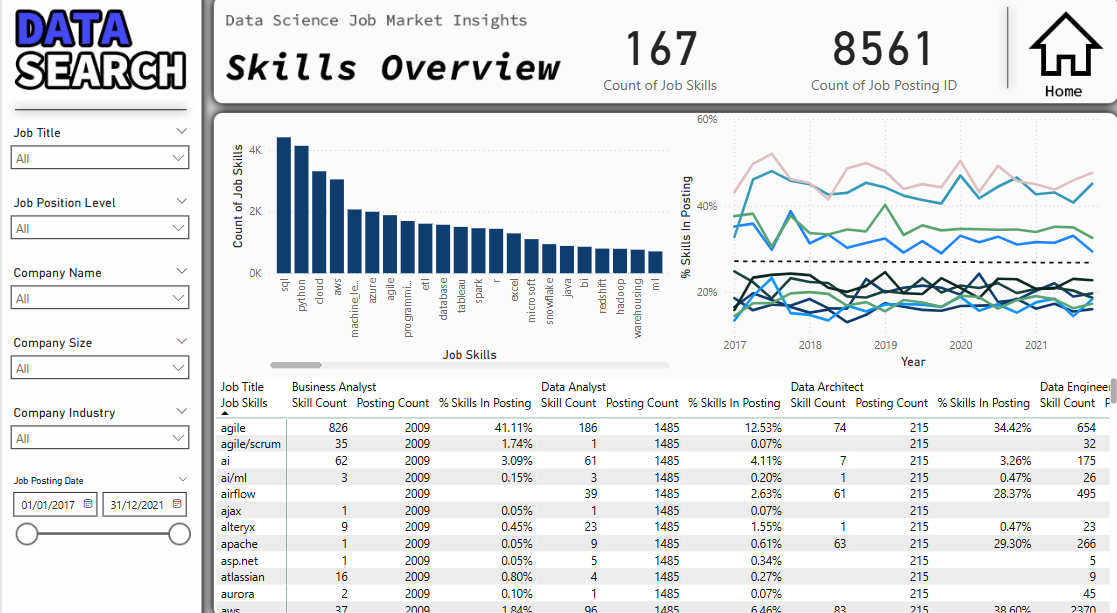 DATA
SEARCH
Data Science Job Market Insights
Skills Overview
167
Count of Job Skills
8561
Count of Job Posting ID
Home
Job Title
All
Job Position Level
All
Company Name
All
Company Size
All
Company Industry
All
Job Posting Date
01/01/2017 31/12/2021
Count of Job Skills
4K
2K
0K
sql
python
cloud
aws
machine_le...
azure
agile
programmi...
etl
database
tableau
spark
r
excel
microsoft
snowflake
java
bi
redshift
hadoop
warehousing
ml
Job Skills
% Skills In Posting
60%
40%
20%
2017 2018 2019 2020 2021
Year
Job Title Business Analyst Data Analyst Data Architect Data Engineer
Job Skills Skill Count Posting Count % Skills In Posting Skill Count Posting Count % Skills In Posting Skill Count Posting Count % Skills In Posting Skill Count
agile 826 2009 41.11% 186 1485 12.53% 74 215 34.42% 654
agile/scrum 35 2009 1.74% 1 1485 0.07% 215 32
ai 62 2009 3.09% 61 1485 4.11% 7 215 3.26% 175
ai/ml 3 2009 0.15% 3 1485 0.20% 1 215 0.47% 26
airflow 2009 39 1485 2.63% 61 215 28.37% 495
ajax 1 2009 0.05% 1 1485 0.07% 215
alteryx 9 2009 0.45% 23 1485 1.55% 1 215 0.47% 23
apache 1 2009 0.05% 9 1485 0.61% 63 215 29.30% 266
asp.net 1 2009 0.05% 5 1485 0.34% 215 5
atlassian 16 2009 0.80% 4 1485 0.27% 215 9
aurora 2 2009 0.10% 1 1485 0.07% 215 45
aws 37 2009 1.84% 96 1485 6.46% 83 215 38.60% 2370